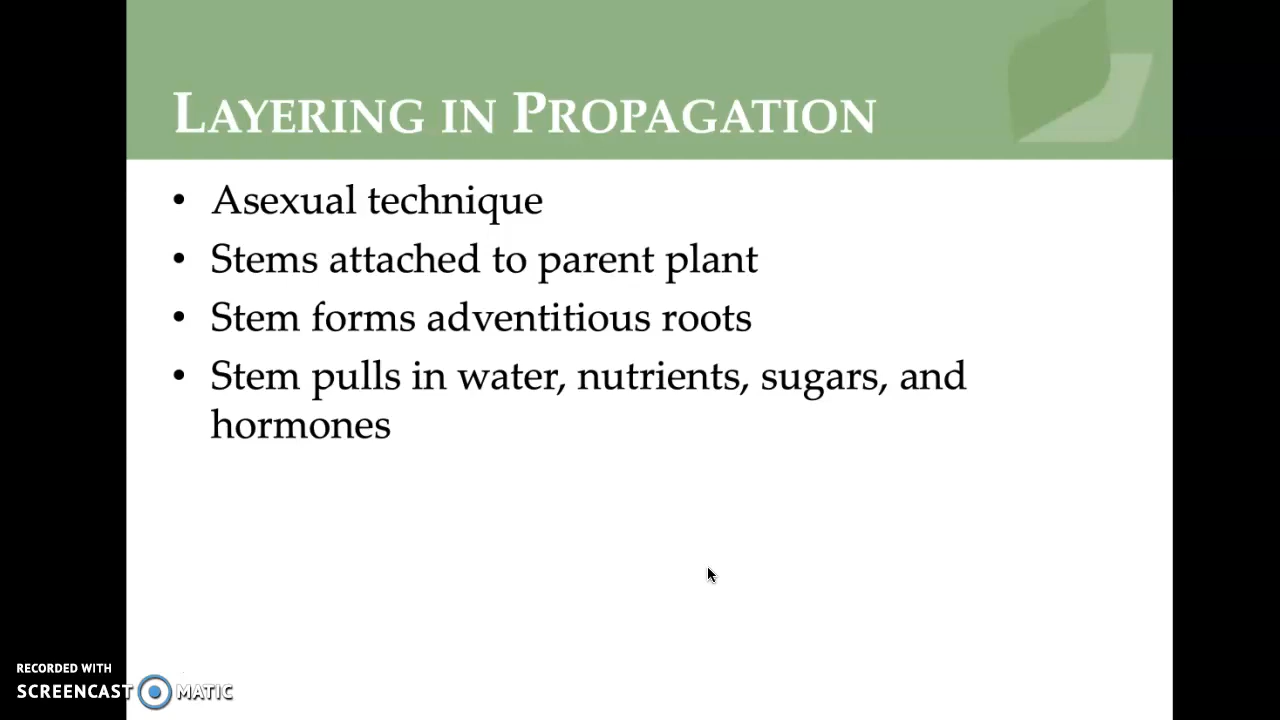 LAYERING IN PROPAGATION
• Asexual technique
• Stems attached to parent plant
• Stem forms adventitious roots
• Stem pulls in water, nutrients, sugars, and
hormones
RECORDED WITH
SCREENCAST MATIC